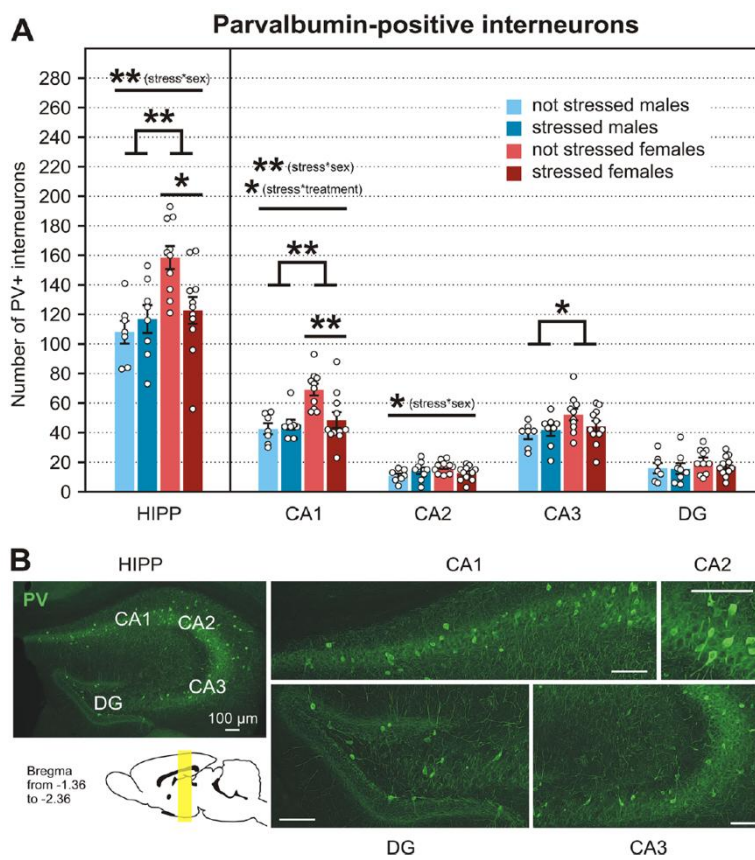 A
Parvalbumin-positive interneurons
Number of PV+ interneurons
280
260
240
220
200
180
160
140
120
100
80
60
40
20
0
** (stress*sex)
**
*
not stressed males
stressed males
not stressed females
stressed females
** (stress*sex)
* (stress*treatment)
**
**
* (stress*sex)
*
HIPP CA1 CA2 CA3 DG
B
HIPP CA1 CA2
PV
CA1
CA2
CA3
DG
100 µm
Bregma
from -1.36
to -2.36
DG CA3